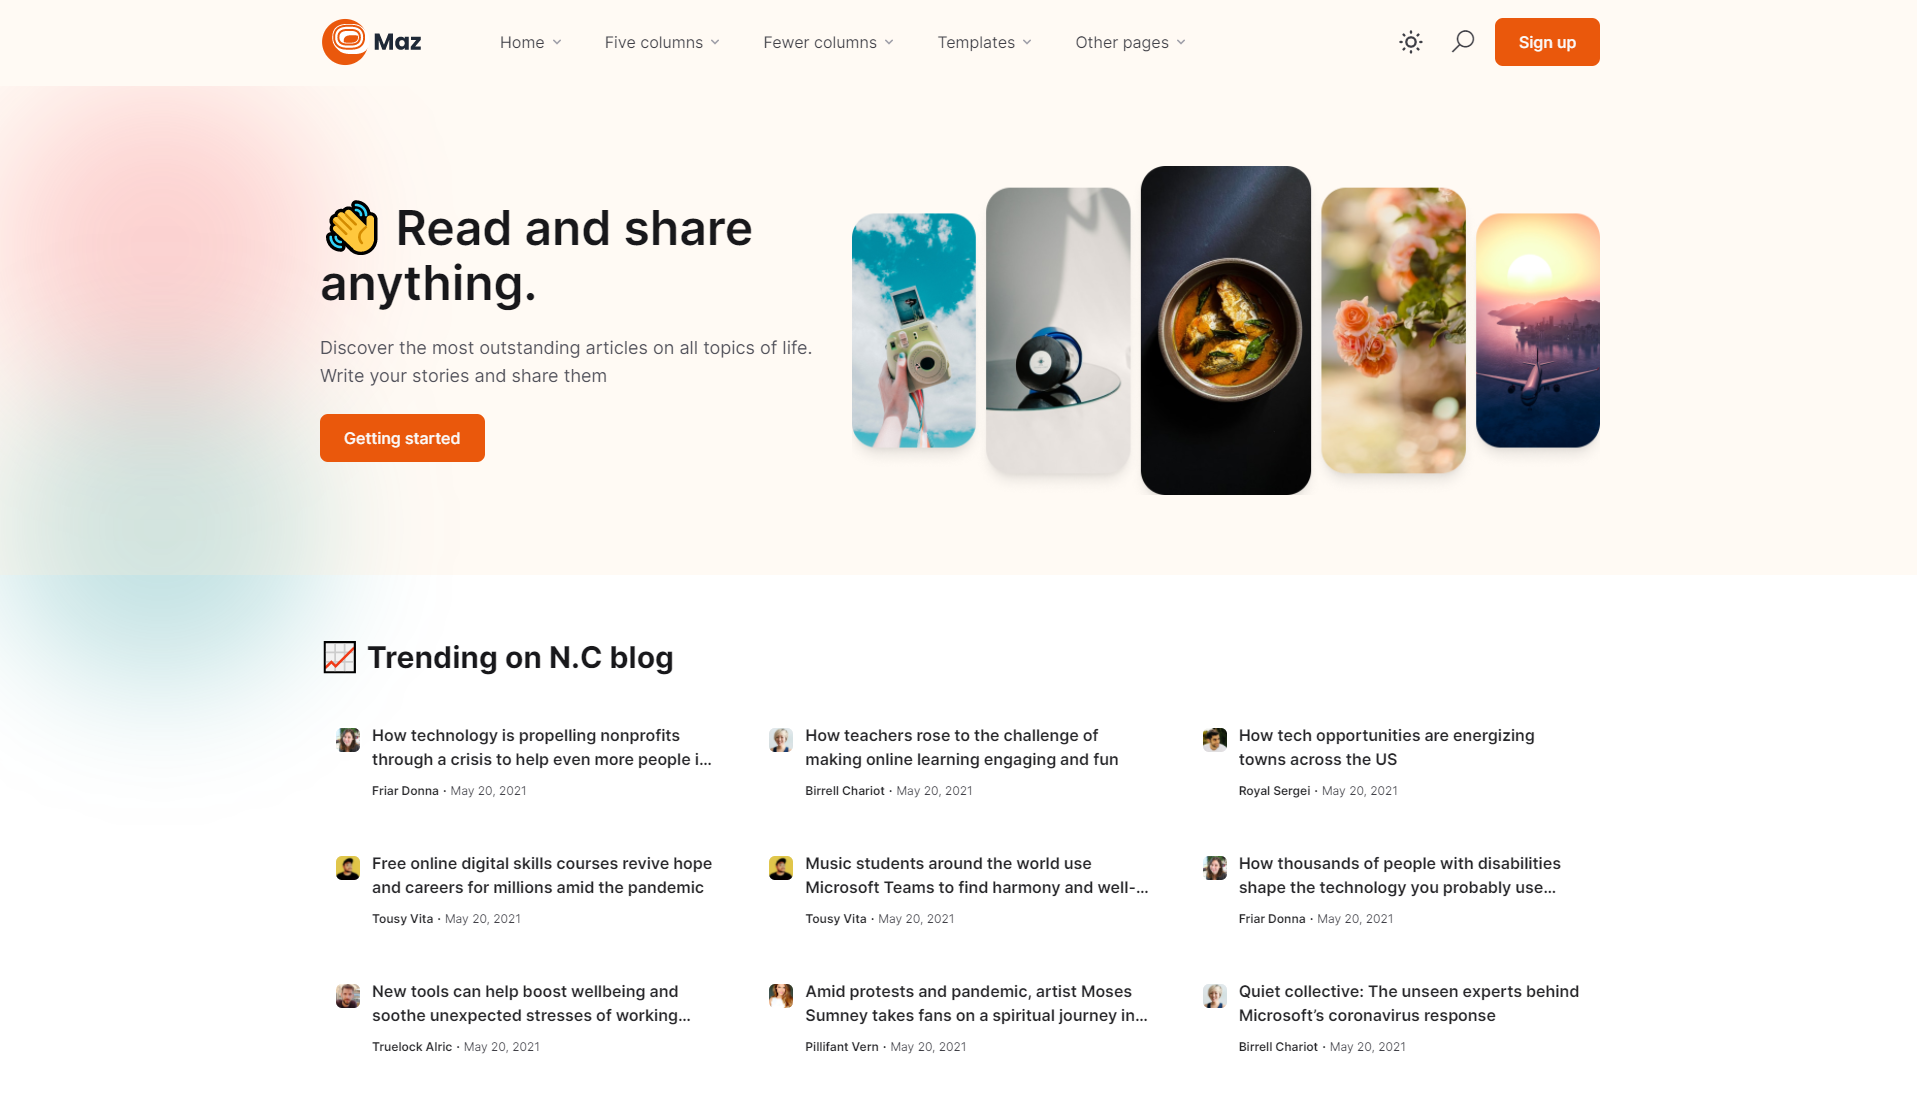 Maz
Home
Five columns
Fewer columns
Templates
Other pages
Sign up
👋 Read and share
anything.
Discover the most outstanding articles on all topics of life.
Write your stories and share them
Getting started
📈 Trending on N.C blog
How technology is propelling nonprofits
through a crisis to help even more people i...
Friar Donna · May 20, 2021
How teachers rose to the challenge of
making online learning engaging and fun
Birrell Chariot · May 20, 2021
How tech opportunities are energizing
towns across the US
Royal Sergei · May 20, 2021
Free online digital skills courses revive hope
and careers for millions amid the pandemic
Tousy Vita · May 20, 2021
Music students around the world use
Microsoft Teams to find harmony and well-...
Tousy Vita · May 20, 2021
How thousands of people with disabilities
shape the technology you probably use...
Friar Donna · May 20, 2021
New tools can help boost wellbeing and
soothe unexpected stresses of working...
Truelock Alric · May 20, 2021
Amid protests and pandemic, artist Moses
Sumney takes fans on a spiritual journey in...
Pillifant Vern · May 20, 2021
Quiet collective: The unseen experts behind
Microsoft’s coronavirus response
Birrell Chariot · May 20, 2021